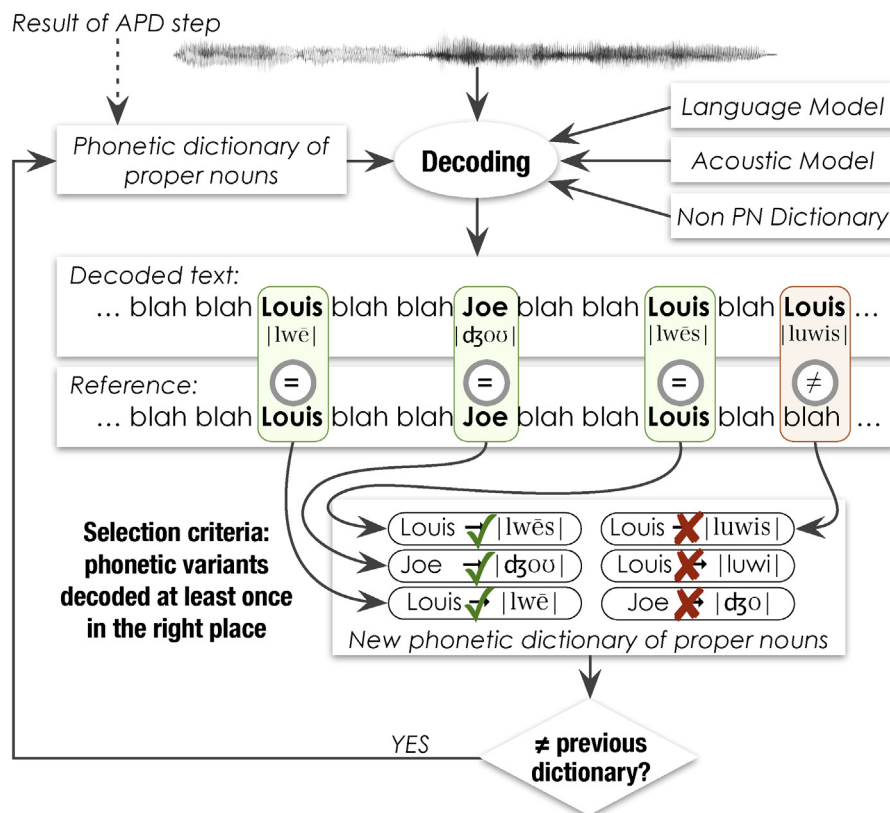 Result of APD step
Language Model
Phonetic dictionary of
proper nouns
Decoding
Acoustic Model
Non PN Dictionary
Decoded text:
... blah blah Louis blah blah Joe blah blah Louis blah Louis ...
|lwē| |ʤoʊ| |lwēs| |luwis|
= = = ≠
Reference:
... blah blah Louis blah blah Joe blah blah Louis blah blah ...
Selection criteria:
phonetic variants
decoded at least once
in the right place
Louis → |lwēs| Louis → |luwis|
Joe → |ʤoʊ| Louis → |luwi|
Louis → |lwē| Joe → |ʤo|
New phonetic dictionary of proper nouns
YES
≠ previous
dictionary?